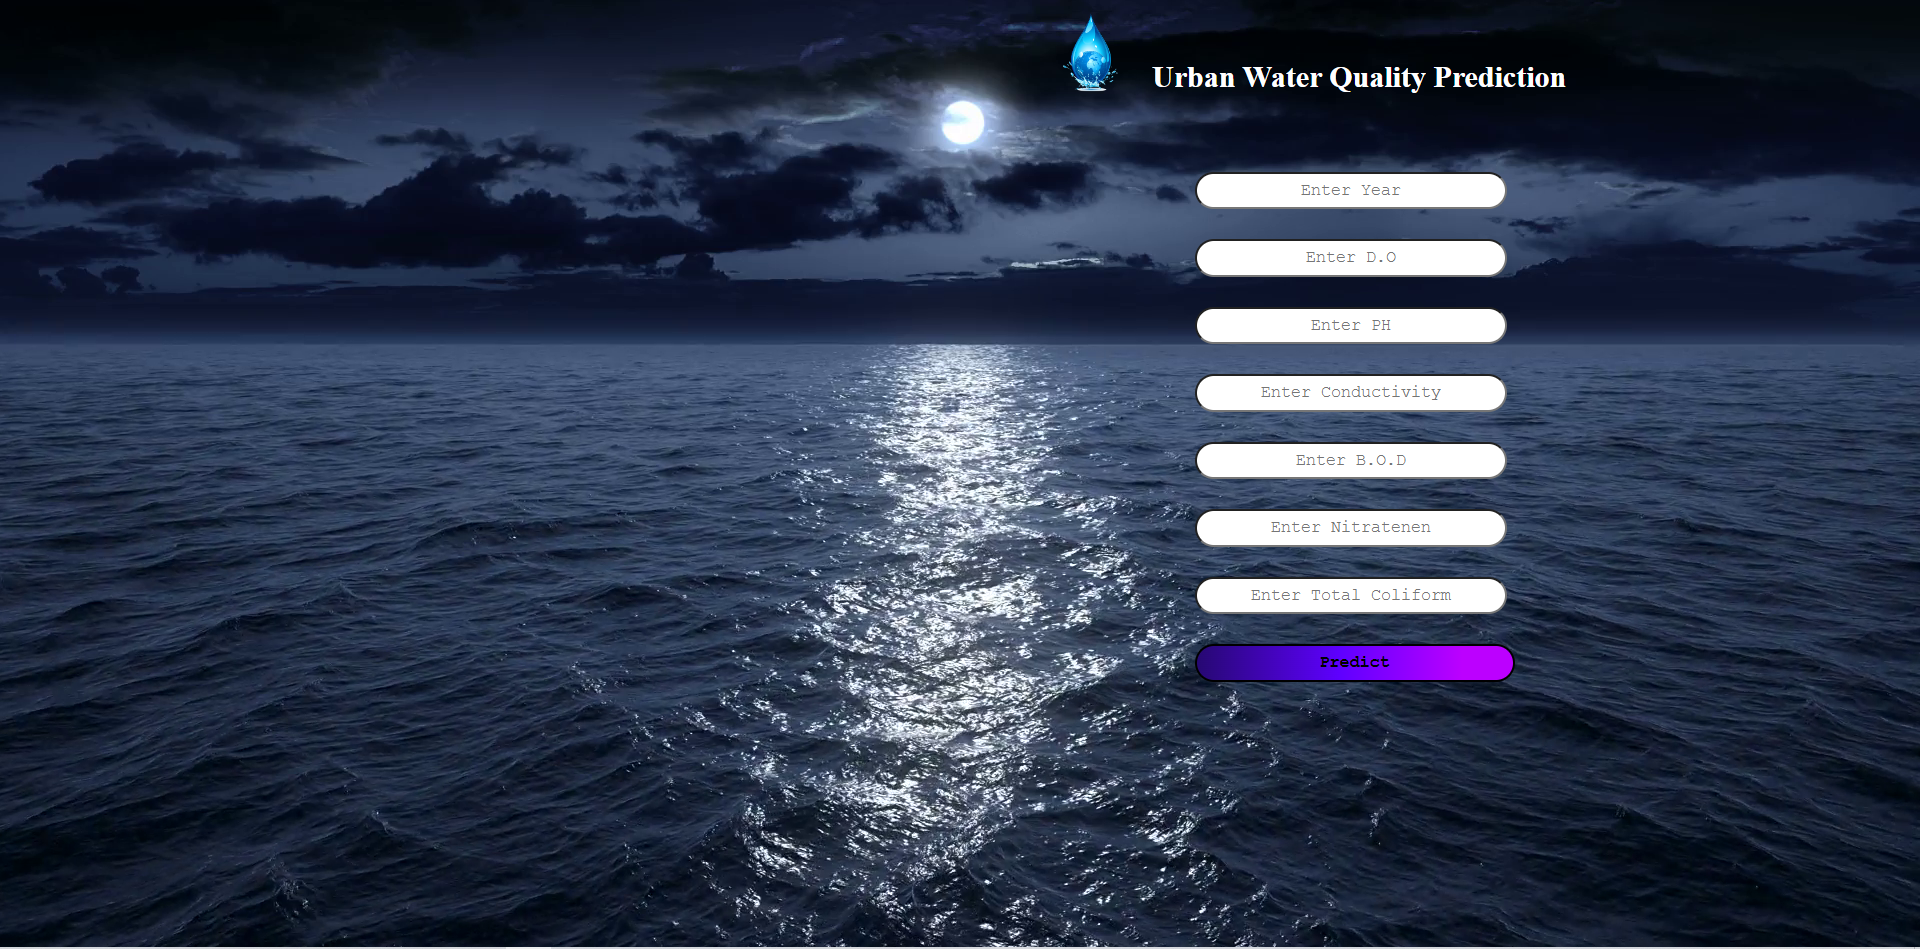 Urban Water Quality Prediction
Enter Year
Enter D.O
Enter PH
Enter Conductivity
Enter B.O.D
Enter Nitratenen
Enter Total Coliform
Predict